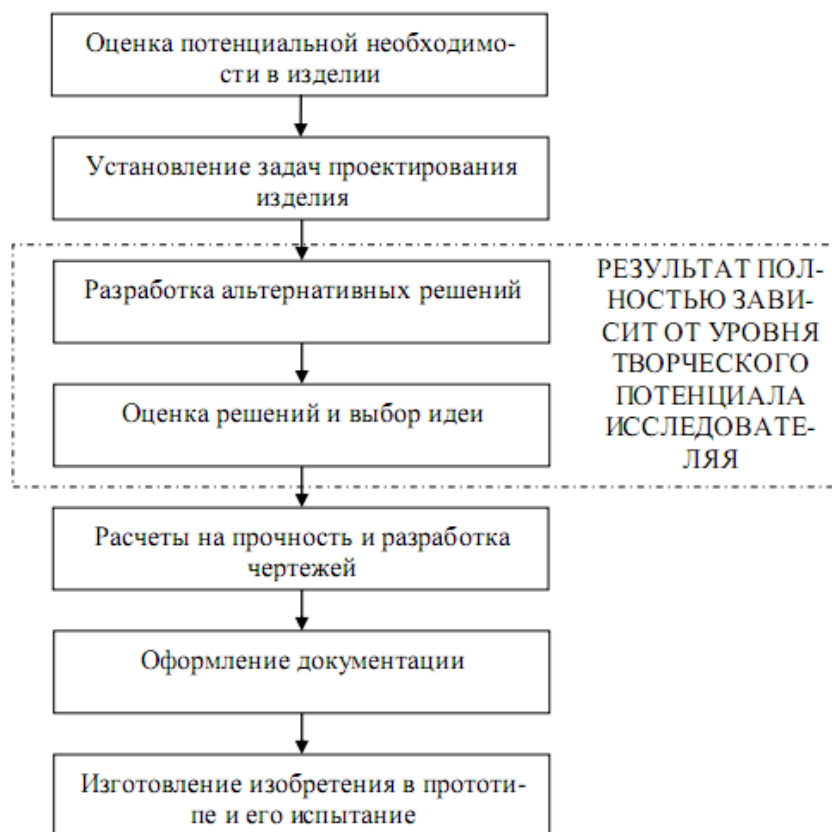 Оценка потенциальной необходимо-
сти в изделии
Установление задач проектирования
изделия
Разработка альтернативных решений
Оценка решений и выбор идеи
РЕЗУЛЬТАТ ПОЛ-
НОСТЬЮ ЗАВИ-
СИТ ОТ УРОВНЯ
ТВОРЧЕСКОГО
ПОТЕНЦИАЛА
ИССЛЕДОВАТЕ-
ЛЯЯ
Расчеты на прочность и разработка
чертежей
Оформление документации
Изготовление изобретения в прототи-
пе и его испытание